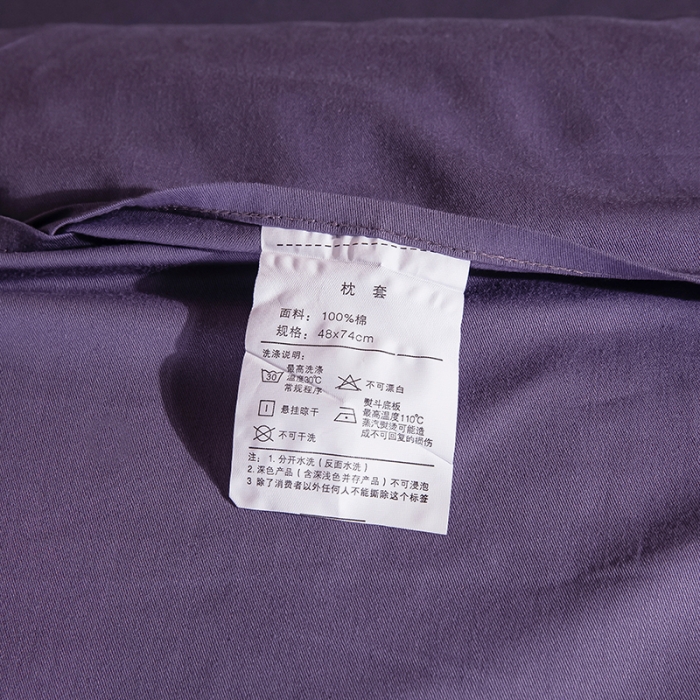 枕 套
面料：100%棉
规格：48x74cm
洗涤说明：
30
最高洗涤
温度30℃
常规程序
不可漂白
悬挂晾干
熨斗底板
最高温度110℃
蒸汽熨烫可能造
成不可回复的损伤
不可干洗
注：1.分开水洗（反面水洗）
2.深色产品（含深浅色并存产品）不可浸泡
3 除了消费者以外任何人不能撕除这个标签